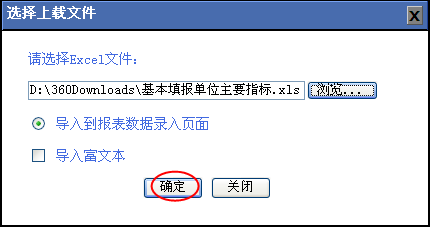 选择上载文件
请选择Excel文件:
D:\360Downloads\基本填报单位主要指标.xls 浏览...
导入到报表数据录入页面
导入富文本
确定 关闭